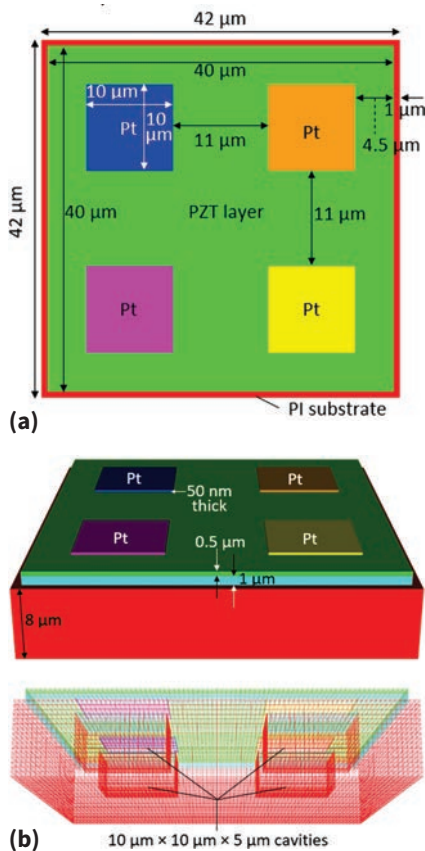 42 µm
40 µm
10 µm
Pt
10
µm
11 µm
Pt
1 µm
4.5 µm
42 µm
40 µm
PZT layer
11 µm
Pt
Pt
PI substrate
(a)
Pt
Pt
50 nm
thick
Pt
0.5 µm
Pt
1 µm
8 µm
(b)
10 µm × 10 µm × 5 µm cavities